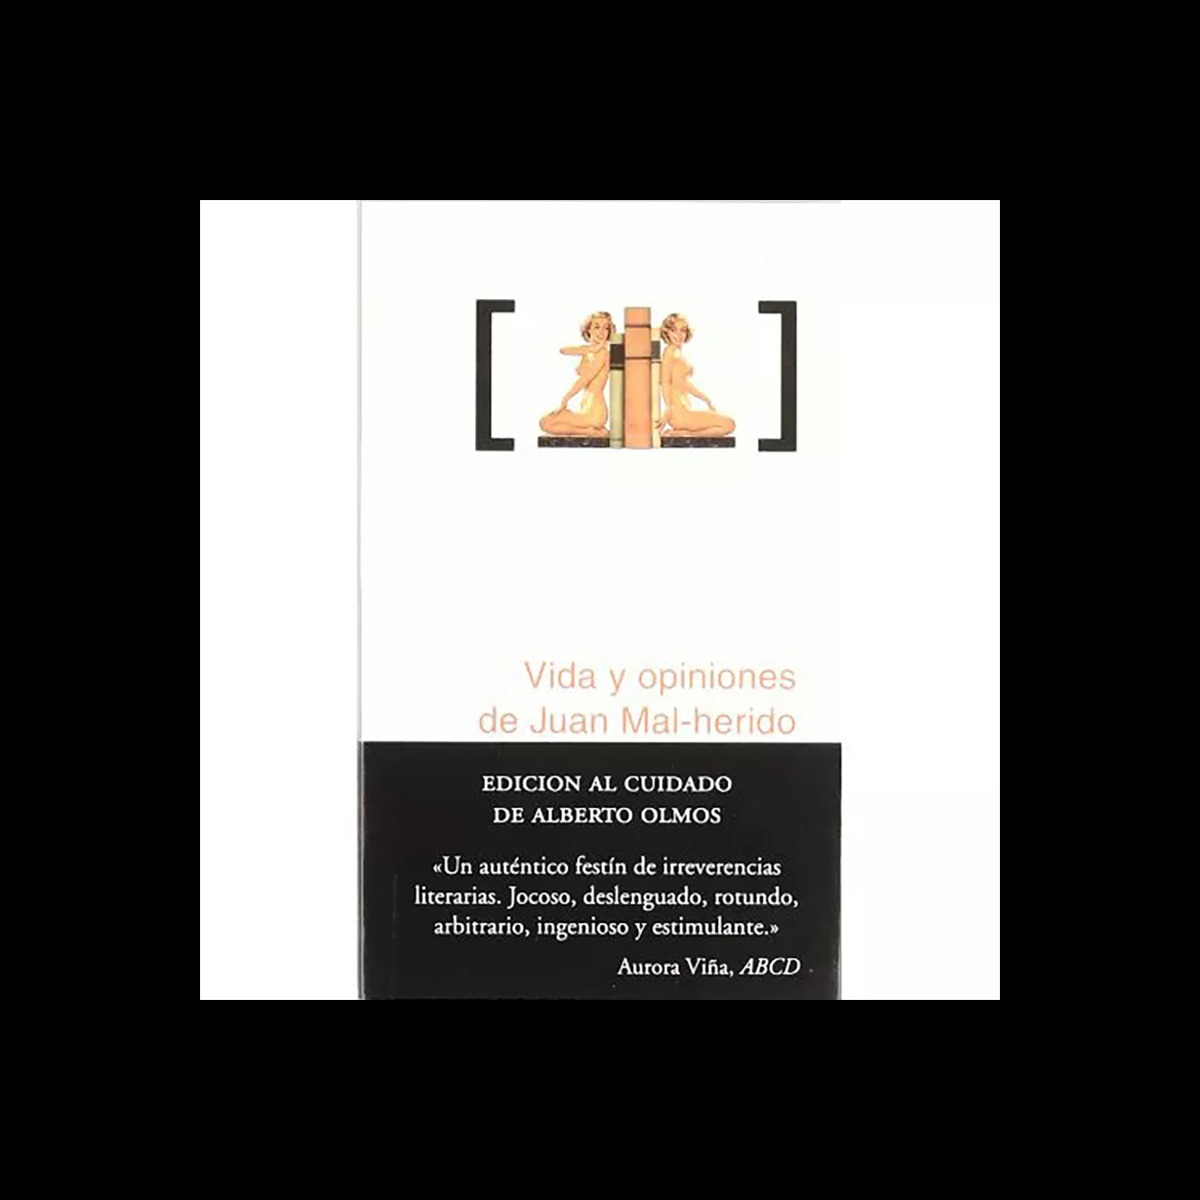 Vida y opiniones
de Juan Mal-herido
EDICION AL CUIDADO
DE ALBERTO OLMOS
«Un auténtico festín de irreverencias
literarias. Jocoso, deslenguado, rotundo,
arbitrario, ingenioso y estimulante.»
Aurora Viña, ABCD